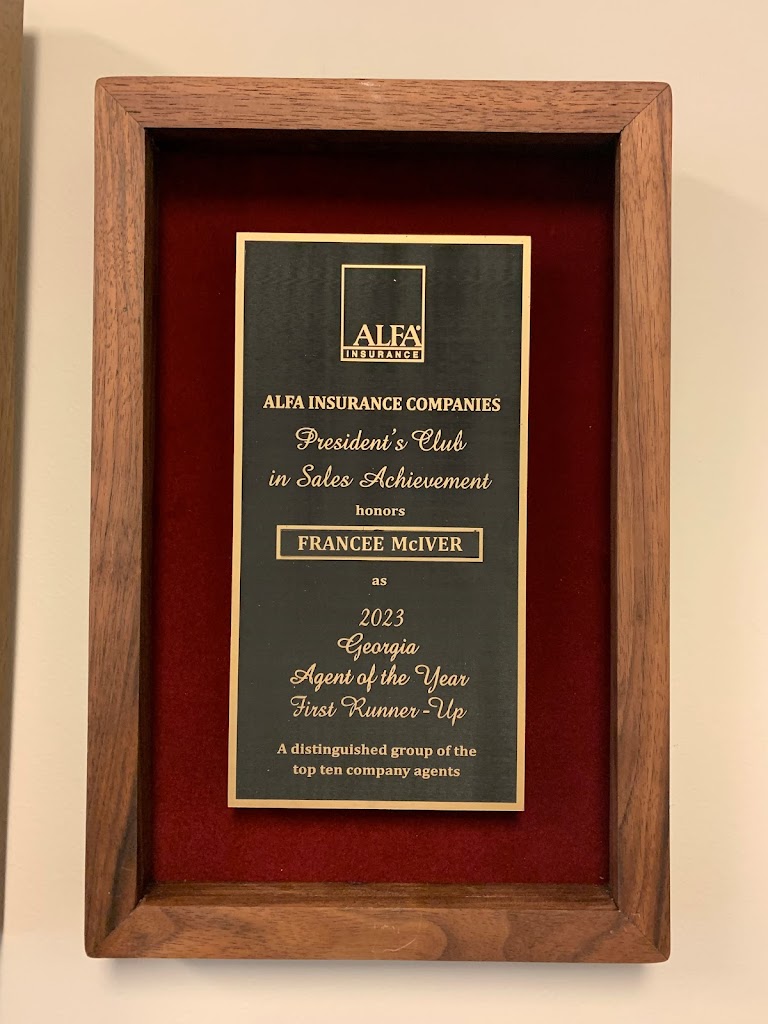 ALFA®
INSURANCE
ALFA INSURANCE COMPANIES
President's Club
in Sales Achievement
honors
FRANCEE McIVER
as
2023
Georgia
Agent of the Year
First Runner-Up
A distinguished group of the
top ten company agents